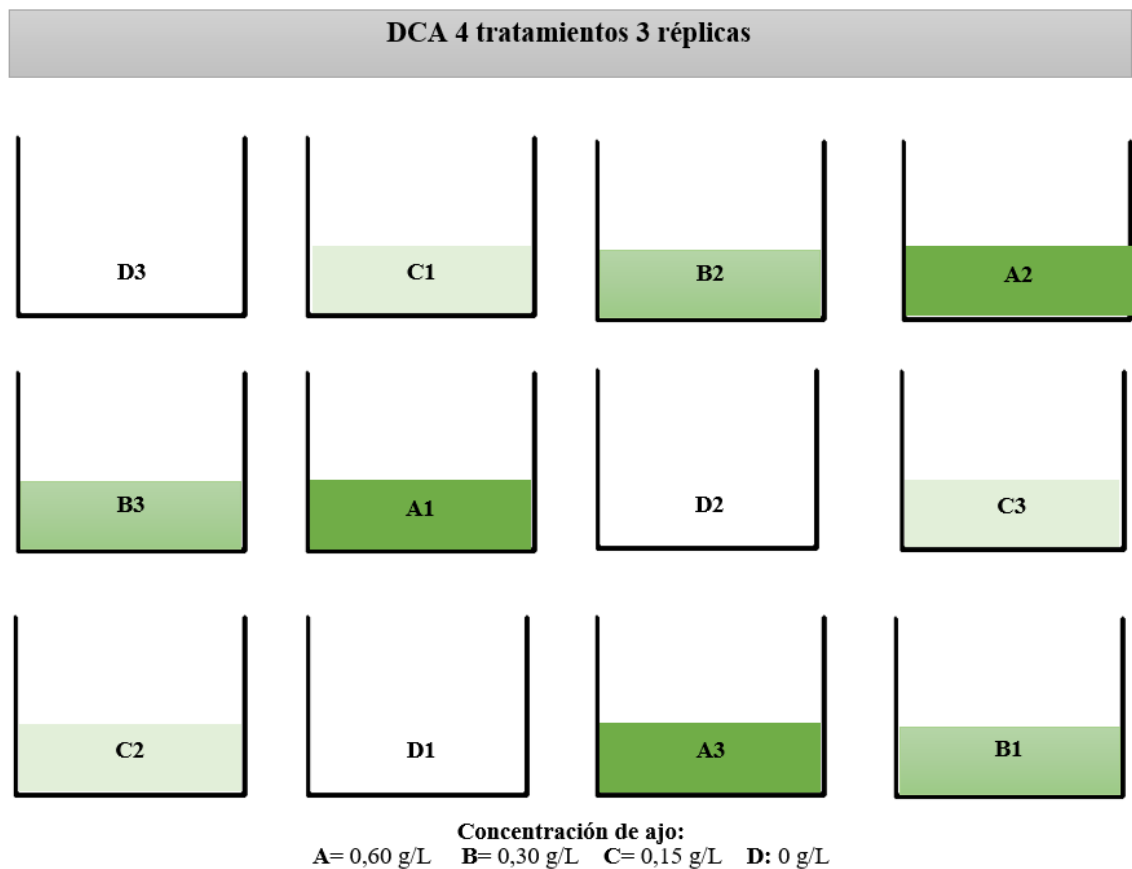 DCA 4 tratamientos 3 réplicas
D3 C1 B2 A2
B3 A1 D2 C3
C2 D1 A3 B1
Concentración de ajo:
A= 0,60 g/L B= 0,30 g/L C= 0,15 g/L D: 0 g/L